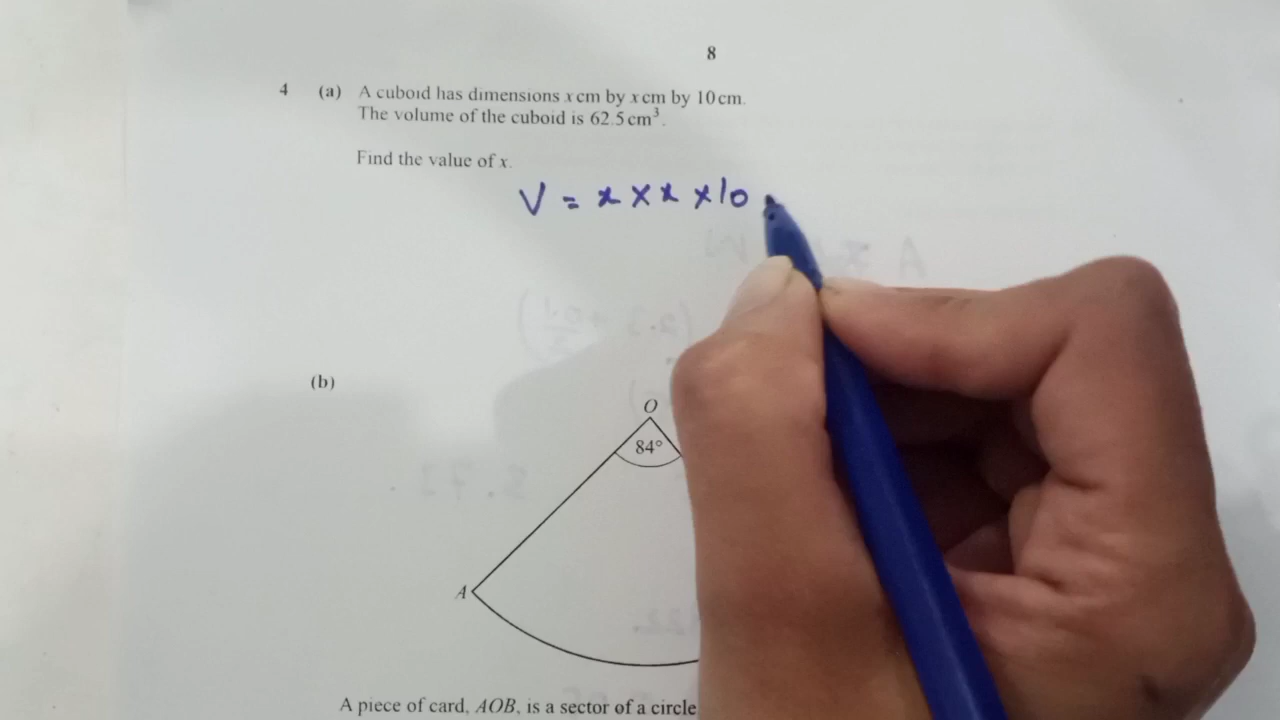 8
4 (a) A cuboid has dimensions x cm by x cm by 10 cm.
The volume of the cuboid is 62.5 cm³.
Find the value of x.
V = x × x × 10
(b)
O
84°
A
A piece of card, AOB, is a sector of a circle